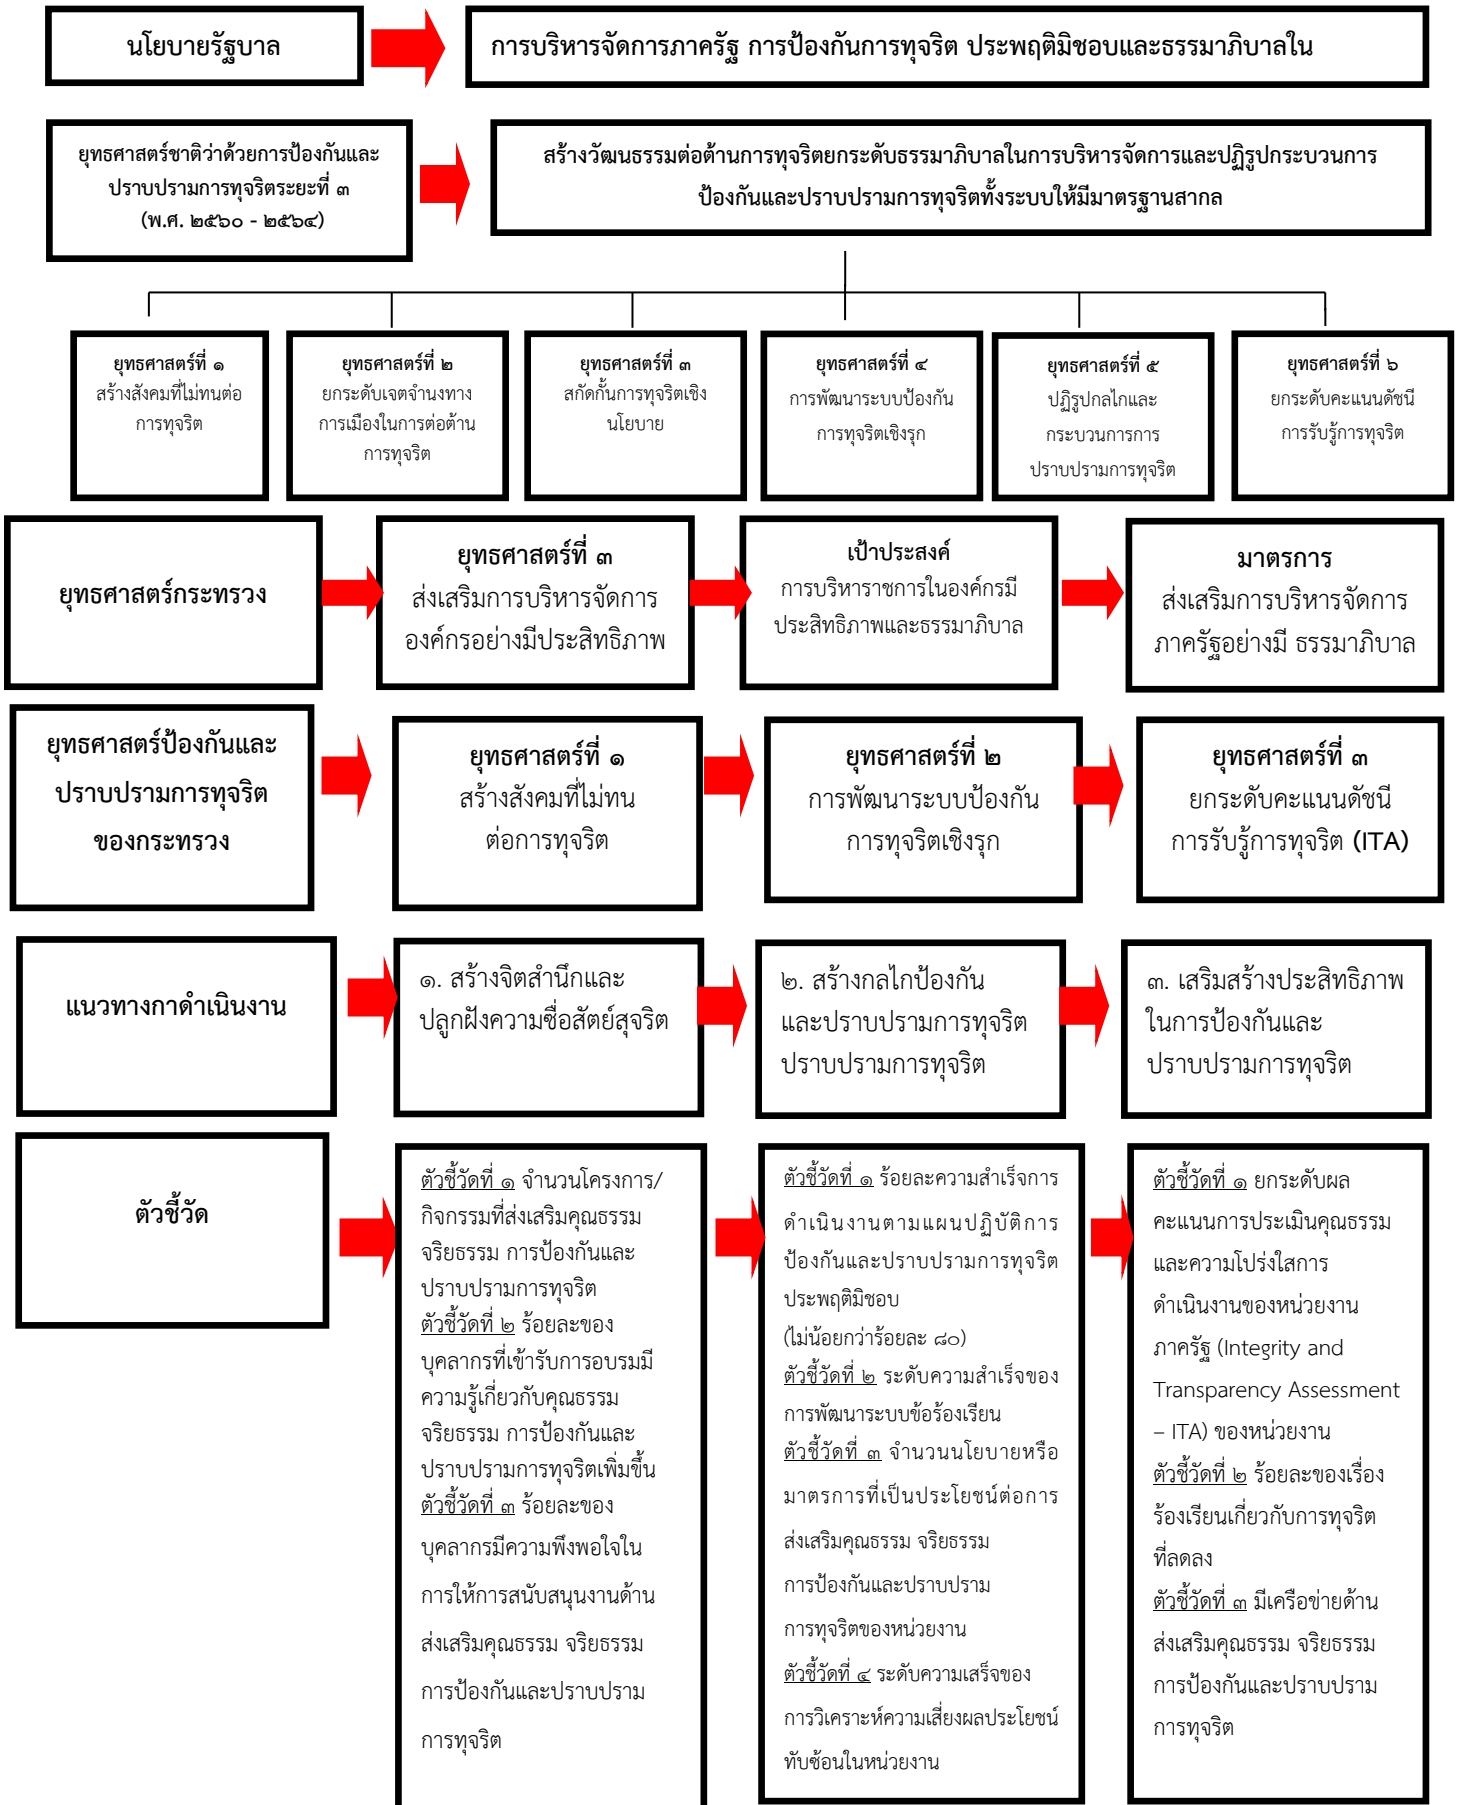 นโยบายรัฐบาล
การบริหารจัดการภาครัฐ การป้องกันการทุจริต ประพฤติมิชอบและธรรมาภิบาลใน
ยุทธศาสตร์ชาติว่าด้วยการป้องกันและ
ปราบปรามการทุจริตระยะที่ ๓
(พ.ศ. ๒๕๖๐ - ๒๕๖๔)
สร้างวัฒนธรรมต่อต้านการทุจริตยกระดับธรรมาภิบาลในการบริหารจัดการและปฏิรูปกระบวนการ
ป้องกันและปราบปรามการทุจริตทั้งระบบให้มีมาตรฐานสากล
ยุทธศาสตร์ที่ ๑
สร้างสังคมที่ไม่ทนต่อ
การทุจริต
ยุทธศาสตร์ที่ ๒
ยกระดับเจตจำนงทาง
การเมืองในการต่อต้าน
การทุจริต
ยุทธศาสตร์ที่ ๓
สกัดกั้นการทุจริตเชิง
นโยบาย
ยุทธศาสตร์ที่ ๔
การพัฒนาระบบป้องกัน
การทุจริตเชิงรุก
ยุทธศาสตร์ที่ ๕
ปฏิรูปกลไกและ
กระบวนการการ
ปราบปรามการทุจริต
ยุทธศาสตร์ที่ ๖
ยกระดับคะแนนดัชนี
การรับรู้การทุจริต
ยุทธศาสตร์กระทรวง
ยุทธศาสตร์ที่ ๓
ส่งเสริมการบริหารจัดการ
องค์กรอย่างมีประสิทธิภาพ
เป้าประสงค์
การบริหาราชการในองค์กรมี
ประสิทธิภาพและธรรมาภิบาล
มาตรการ
ส่งเสริมการบริหารจัดการ
ภาครัฐอย่างมี ธรรมาภิบาล
ยุทธศาสตร์ป้องกันและ
ปราบปรามการทุจริต
ของกระทรวง
ยุทธศาสตร์ที่ ๑
สร้างสังคมที่ไม่ทน
ต่อการทุจริต
ยุทธศาสตร์ที่ ๒
การพัฒนาระบบป้องกัน
การทุจริตเชิงรุก
ยุทธศาสตร์ที่ ๓
ยกระดับคะแนนดัชนี
การรับรู้การทุจริต (ITA)
แนวทางกาดำเนินงาน
๑. สร้างจิตสำนึกและ
ปลูกฝังความซื่อสัตย์สุจริต
๒. สร้างกลไกป้องกัน
และปราบปรามการทุจริต
ปราบปรามการทุจริต
๓. เสริมสร้างประสิทธิภาพ
ในการป้องกันและ
ปราบปรามการทุจริต
ตัวชี้วัด
ตัวชี้วัดที่ ๑ จำนวนโครงการ/
กิจกรรมที่ส่งเสริมคุณธรรม
จริยธรรม การป้องกันและ
ปราบปรามการทุจริต
ตัวชี้วัดที่ ๒ ร้อยละของ
บุคลากรที่เข้ารับการอบรมมี
ความรู้เกี่ยวกับคุณธรรม
จริยธรรม การป้องกันและ
ปราบปรามการทุจริตเพิ่มขึ้น
ตัวชี้วัดที่ ๓ ร้อยละของ
บุคลากรมีความพึงพอใจใน
การให้การสนับสนุนงานด้าน
ส่งเสริมคุณธรรม จริยธรรม
การป้องกันและปราบปราม
การทุจริต
ตัวชี้วัดที่ ๑ ร้อยละความสำเร็จการ
ดำเนินงานตามแผนปฏิบัติการ
ป้องกันและปราบปรามการทุจริต
ประพฤติมิชอบ
(ไม่น้อยกว่าร้อยละ ๘๐)
ตัวชี้วัดที่ ๒ ระดับความสำเร็จของ
การพัฒนาระบบข้อร้องเรียน
ตัวชี้วัดที่ ๓ จำนวนนโยบายหรือ
มาตรการที่เป็นประโยชน์ต่อการ
ส่งเสริมคุณธรรม จริยธรรม
การป้องกันและปราบปราม
การทุจริตของหน่วยงาน
ตัวชี้วัดที่ ๔ ระดับความเสร็จของ
การวิเคราะห์ความเสี่ยงผลประโยชน์
ทับซ้อนในหน่วยงาน
ตัวชี้วัดที่ ๑ ยกระดับผล
คะแนนการประเมินคุณธรรม
และความโปร่งใสการ
ดำเนินงานของหน่วยงาน
ภาครัฐ (Integrity and
Transparency Assessment
– ITA) ของหน่วยงาน
ตัวชี้วัดที่ ๒ ร้อยละของเรื่อง
ร้องเรียนเกี่ยวกับการทุจริต
ที่ลดลง
ตัวชี้วัดที่ ๓ มีเครือข่ายด้าน
ส่งเสริมคุณธรรม จริยธรรม
การป้องกันและปราบปราม
การทุจริต